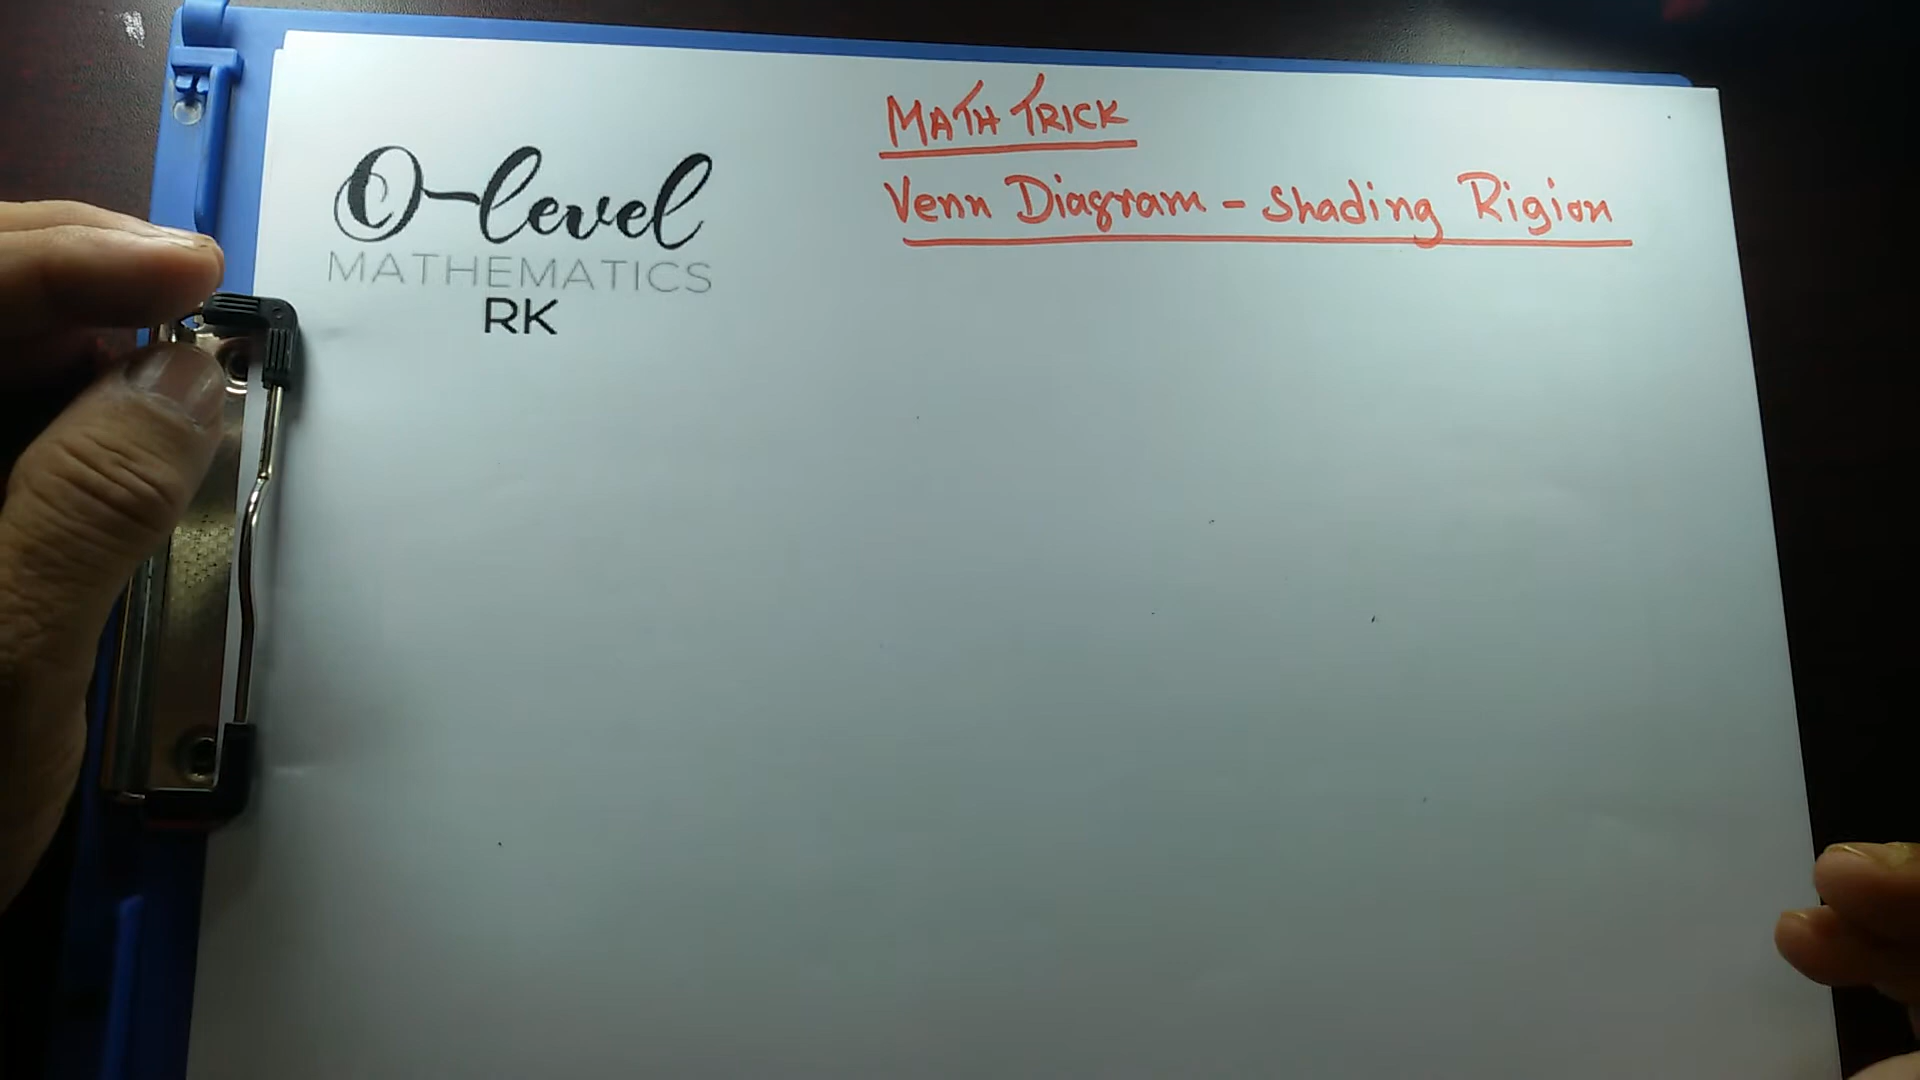 O-level
MATHEMATICS
RK
MATH TRICK
Venn Diagram - Shading Rigion